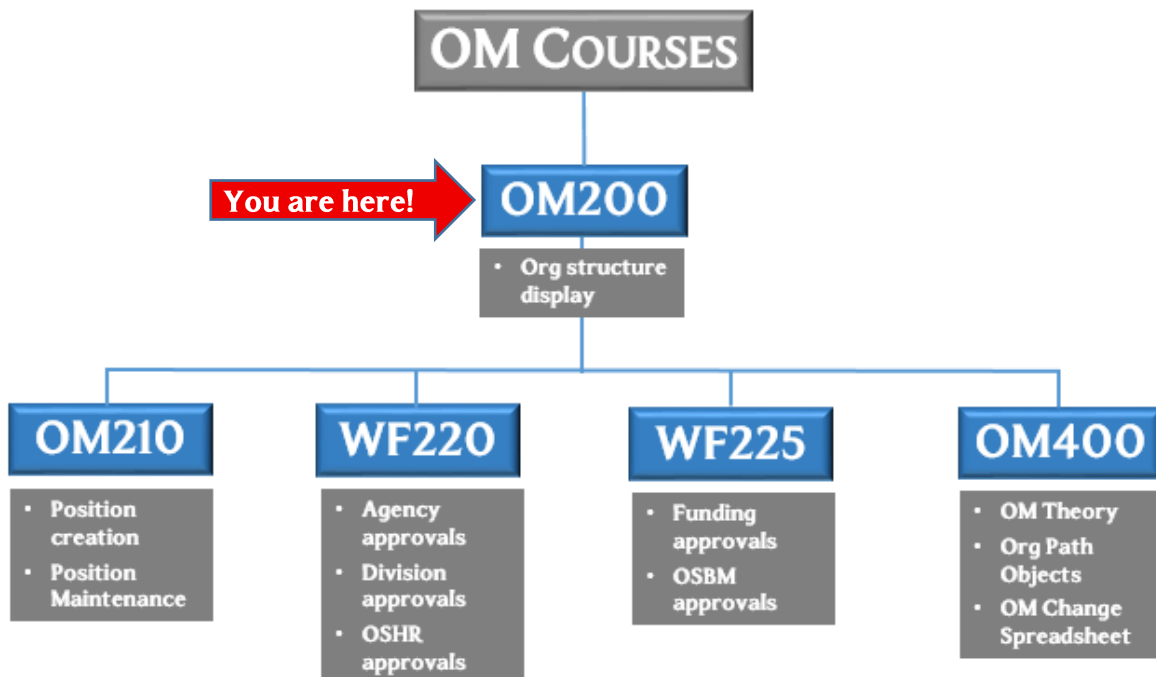 OM COURSES
You are here!
OM200
• Org structure
display
OM210
• Position
creation
• Position
Maintenance
WF220
• Agency
approvals
• Division
approvals
• OSHR
approvals
WF225
• Funding
approvals
• OSBM
approvals
OM400
• OM Theory
• Org Path
Objects
• OM Change
Spreadsheet